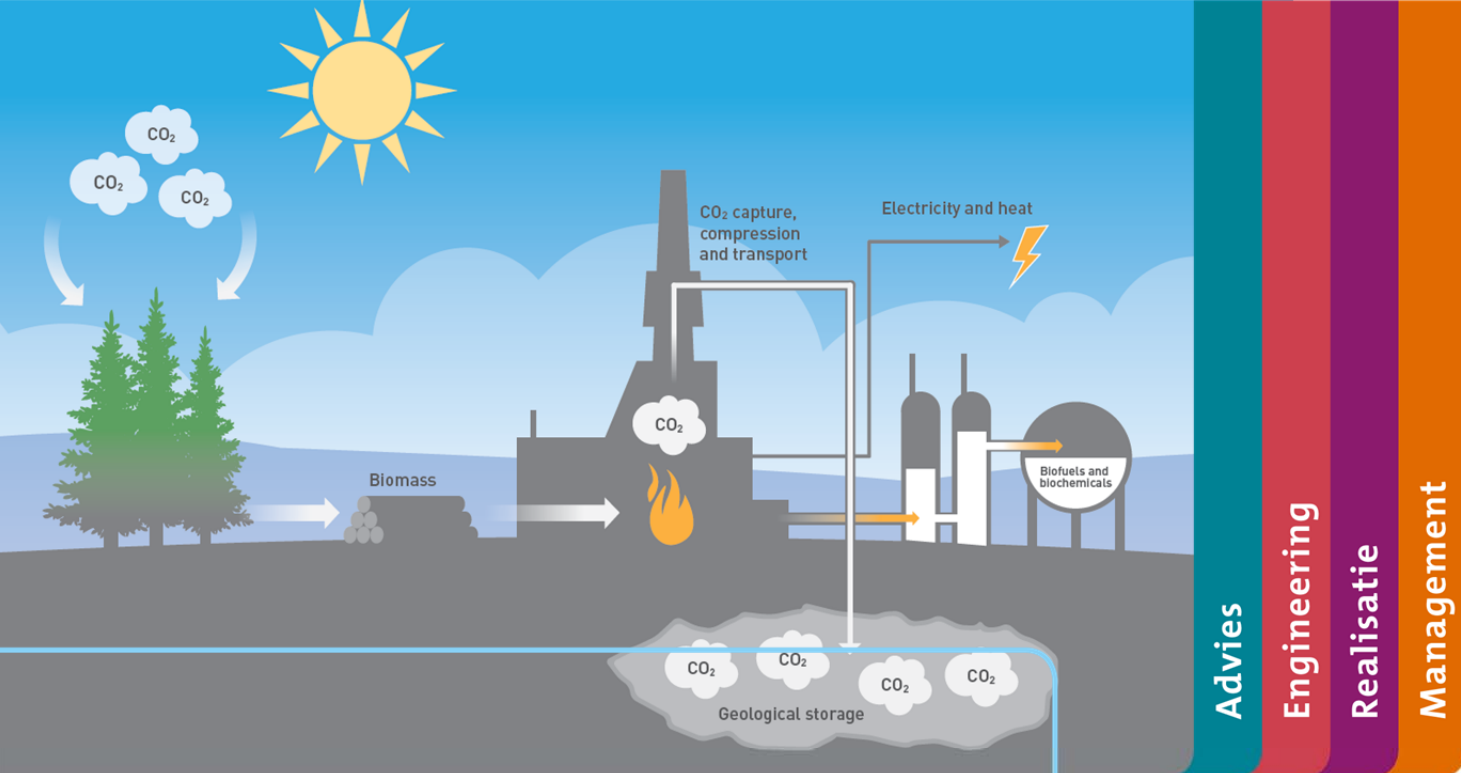 CO₂
CO₂
CO₂
CO₂ capture,
compression
and transport
Electricity and heat
CO₂
Biomass
Biofuels and
biochemicals
CO₂
CO₂
CO₂
CO₂
Geological storage
Advies
Engineering
Realisatie
Management